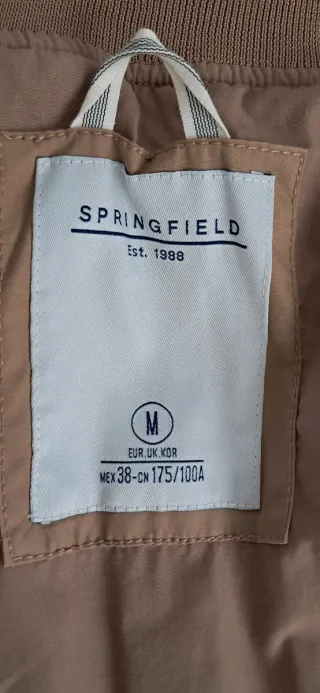 SPRINGFIELD
Est. 1988
M
EUR.UK.KOR
MEX 38-CN 175/100A